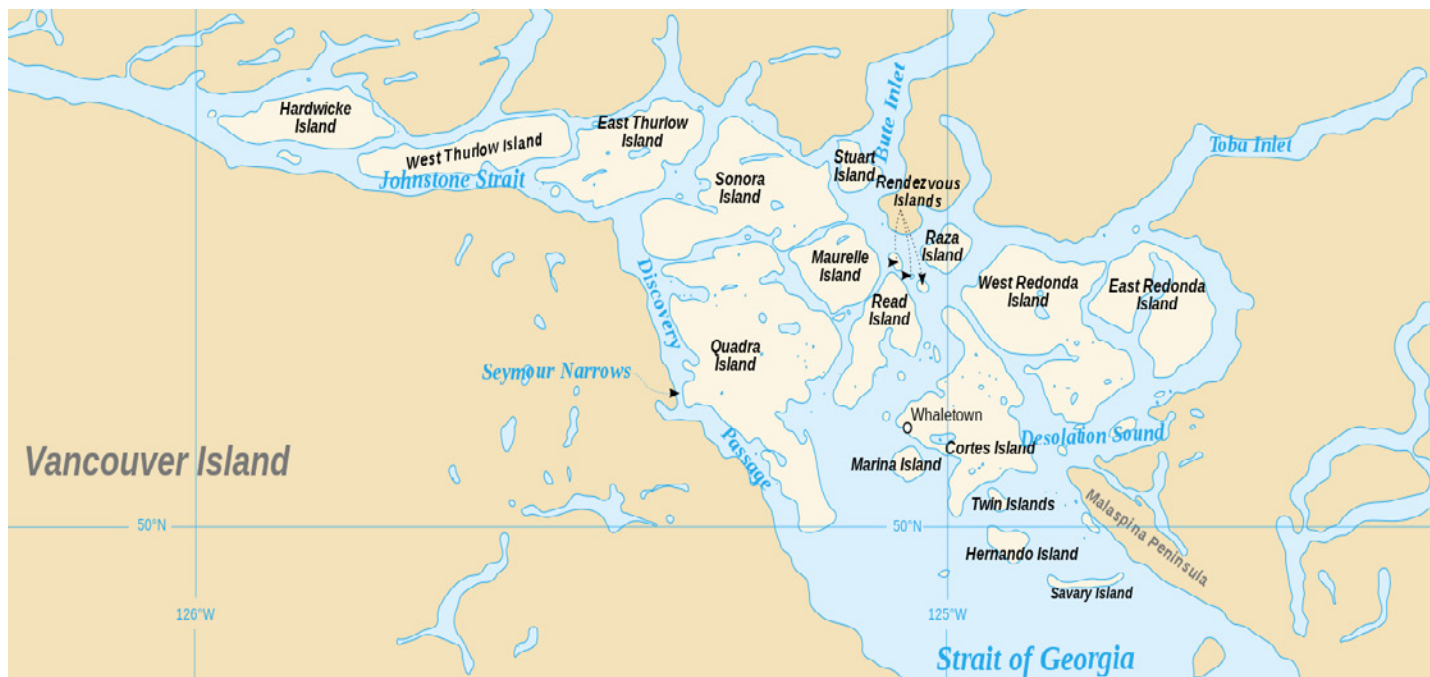 Hardwicke
Island
West Thurlow Island
East Thurlow
Island
Johnstone Strait
Sonora
Island
Stuart
Island
Bute Inlet
Toba Inlet
Rendezvous
Islands
Raza
Island
Maurelle
Island
Read
Island
West Redonda
Island
East Redonda
Island
Discovery
Passage
Quadra
Island
Seymour Narrows
Whaletown
Cortes Island
Desolation Sound
Marina Island
Vancouver Island
Twin Islands
Malaspina Peninsula
50°N
50°N
Hernando Island
Savary Island
126°W
125°W
Strait of Georgia